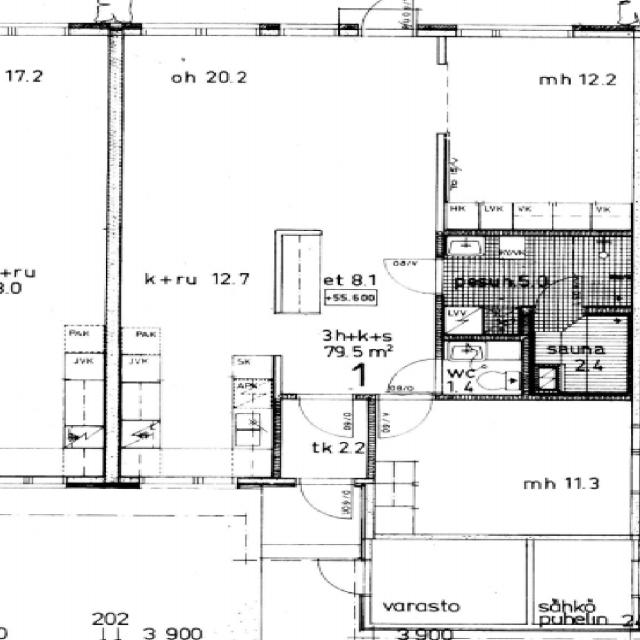 17.2
oh 20.2
mh 12.2
HK LVK VK VK
+ru
k+ru 12.7
et 8.1
+55.600
pesuh.5.0
3h+k+s
79.5 m²
1
LVV
sauna
2.4
wc
1.4
PAK PAK
JVK JVK
SK
APK
tk 2.2
mh 11.3
varasto
sähkö
puhelin 2
202
11 3 900
3 900